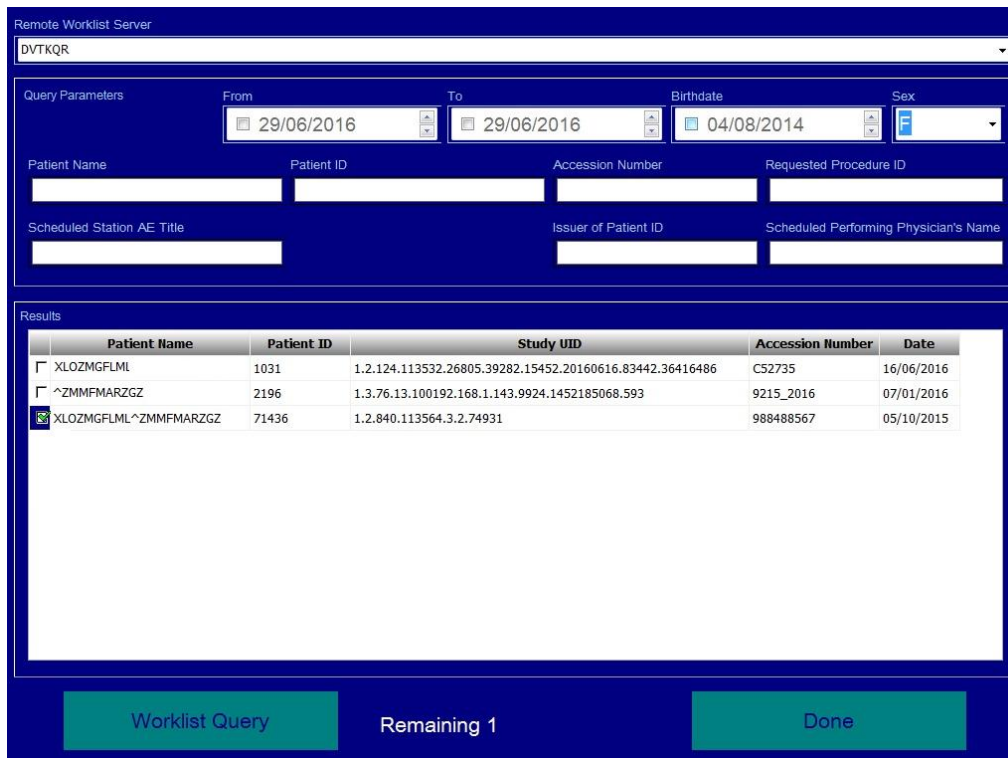 Remote Worklist Server
DVTKQR
Query Parameters From To Birthdate Sex
29/06/2016 29/06/2016 04/08/2014 F
Patient Name Patient ID Accession Number Requested Procedure ID
Scheduled Station AE Title Issuer of Patient ID Scheduled Performing Physician's Name
Results
Patient Name Patient ID Study UID Accession Number Date
XLOZMGFLML 1031 1.2.124.113532.26805.39282.15452.20160616.83442.36416486 C52735 16/06/2016
^ZMMFMARZGZ 2196 1.3.76.13.100192.168.1.143.9924.1452185068.593 9215_2016 07/01/2016
XLOZMGFLML^ZMMFMARZGZ 71436 1.2.840.113564.3.2.74931 988488567 05/10/2015
Worklist Query Remaining 1 Done